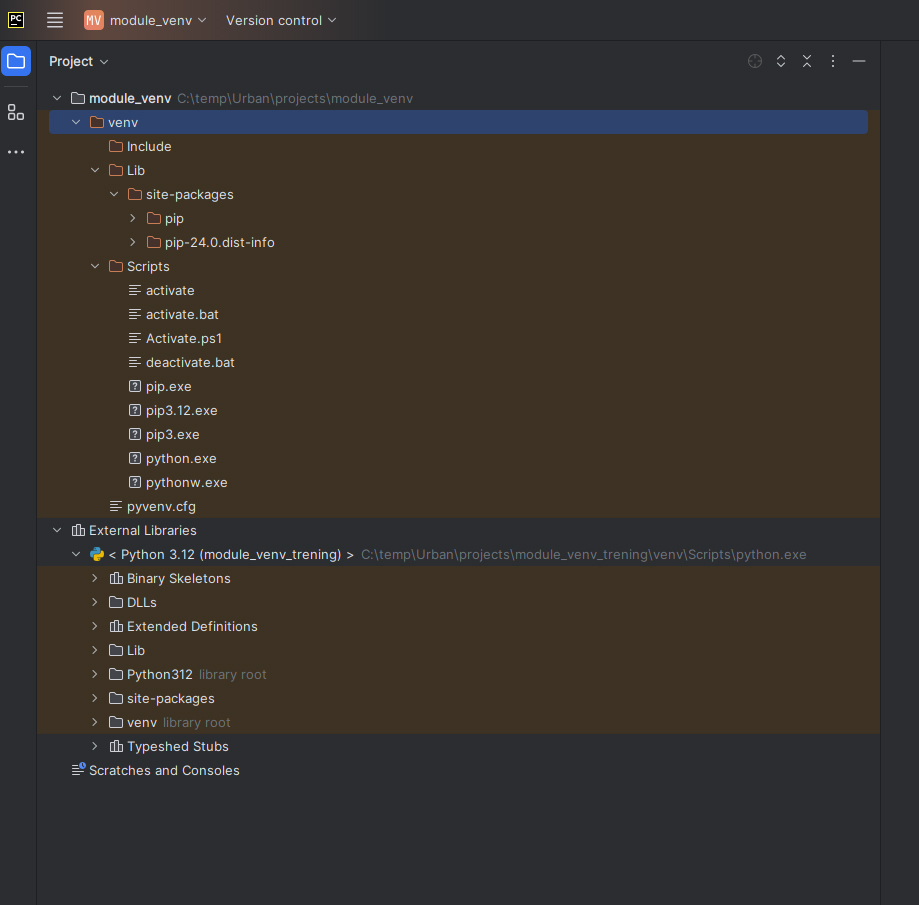 PC MV module_venv Version control
Project
module_venv C:\temp\Urban\projects\module_venv
venv
Include
Lib
site-packages
pip
pip-24.0.dist-info
Scripts
activate
activate.bat
Activate.ps1
deactivate.bat
? pip.exe
? pip3.12.exe
? pip3.exe
? python.exe
? pythonw.exe
pyvenv.cfg
External Libraries
< Python 3.12 (module_venv_trening) > C:\temp\Urban\projects\module_venv_trening\venv\Scripts\python.exe
Binary Skeletons
DLLs
Extended Definitions
Lib
Python312 library root
site-packages
venv library root
Typeshed Stubs
Scratches and Consoles